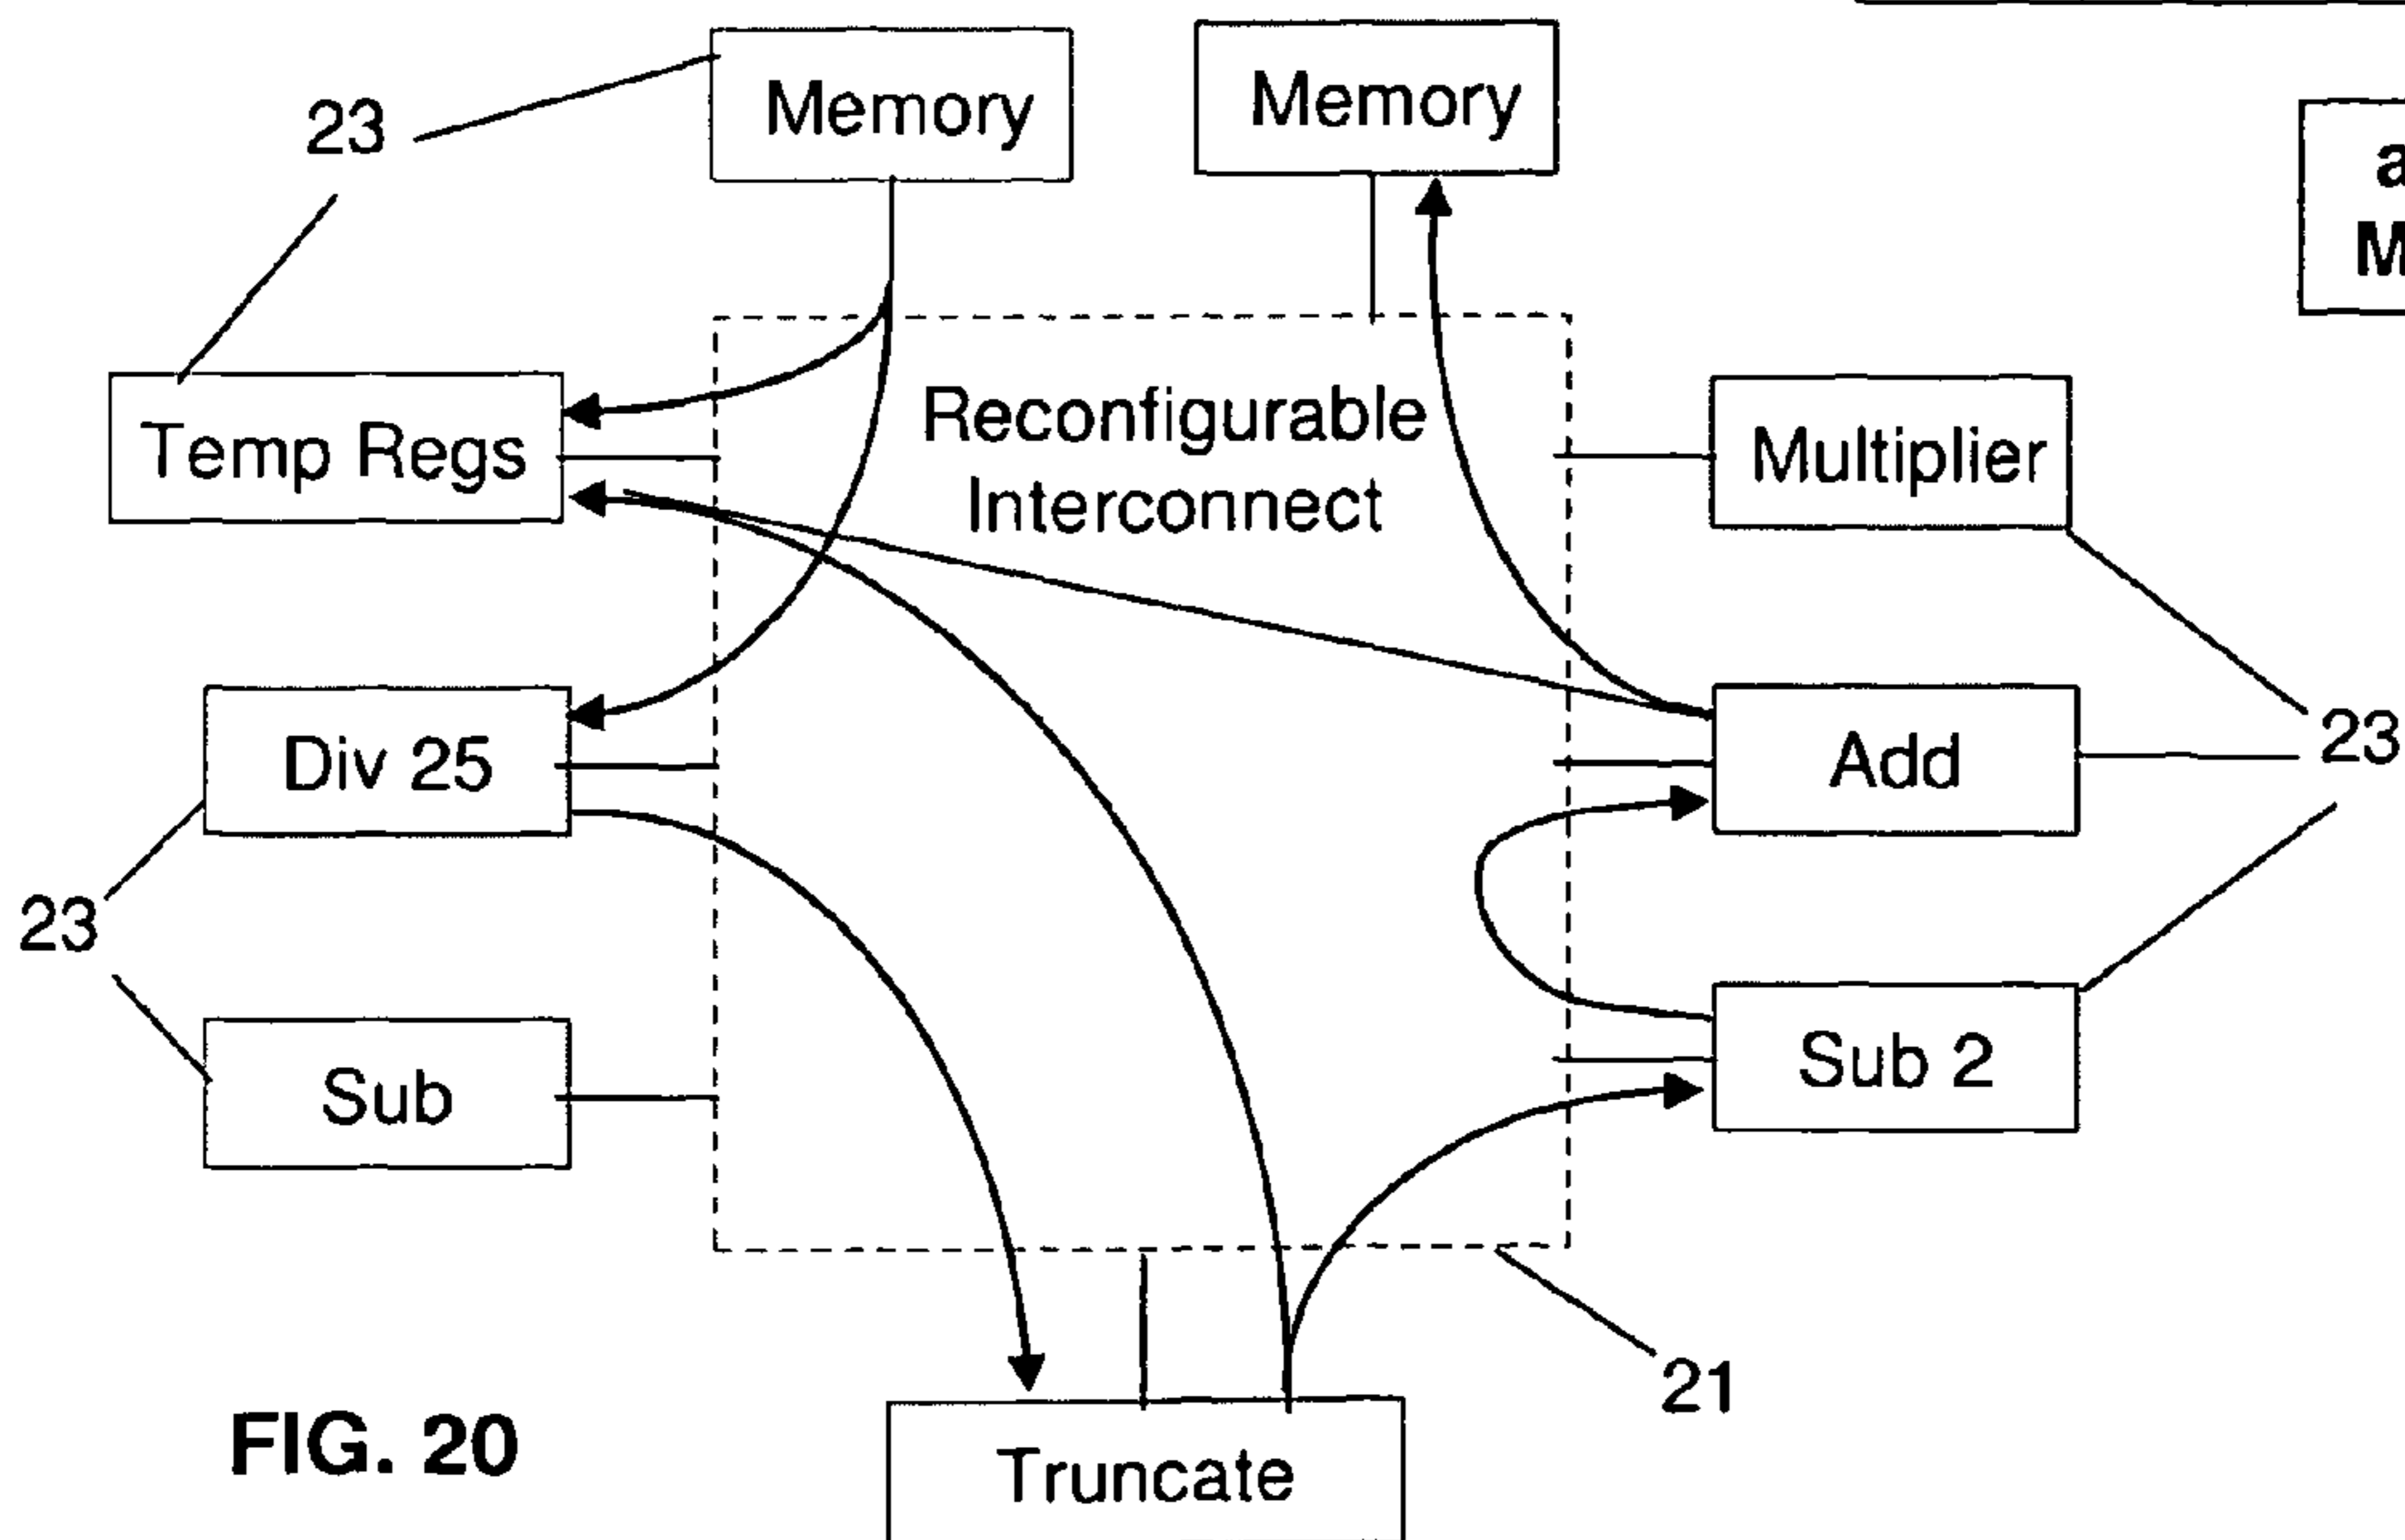 Memory
Memory
23
a
M
Reconfigurable
Interconnect
Temp Regs
Multiplier
Div 25
Add
23
23
Sub
Sub 2
21
FIG. 20
Truncate